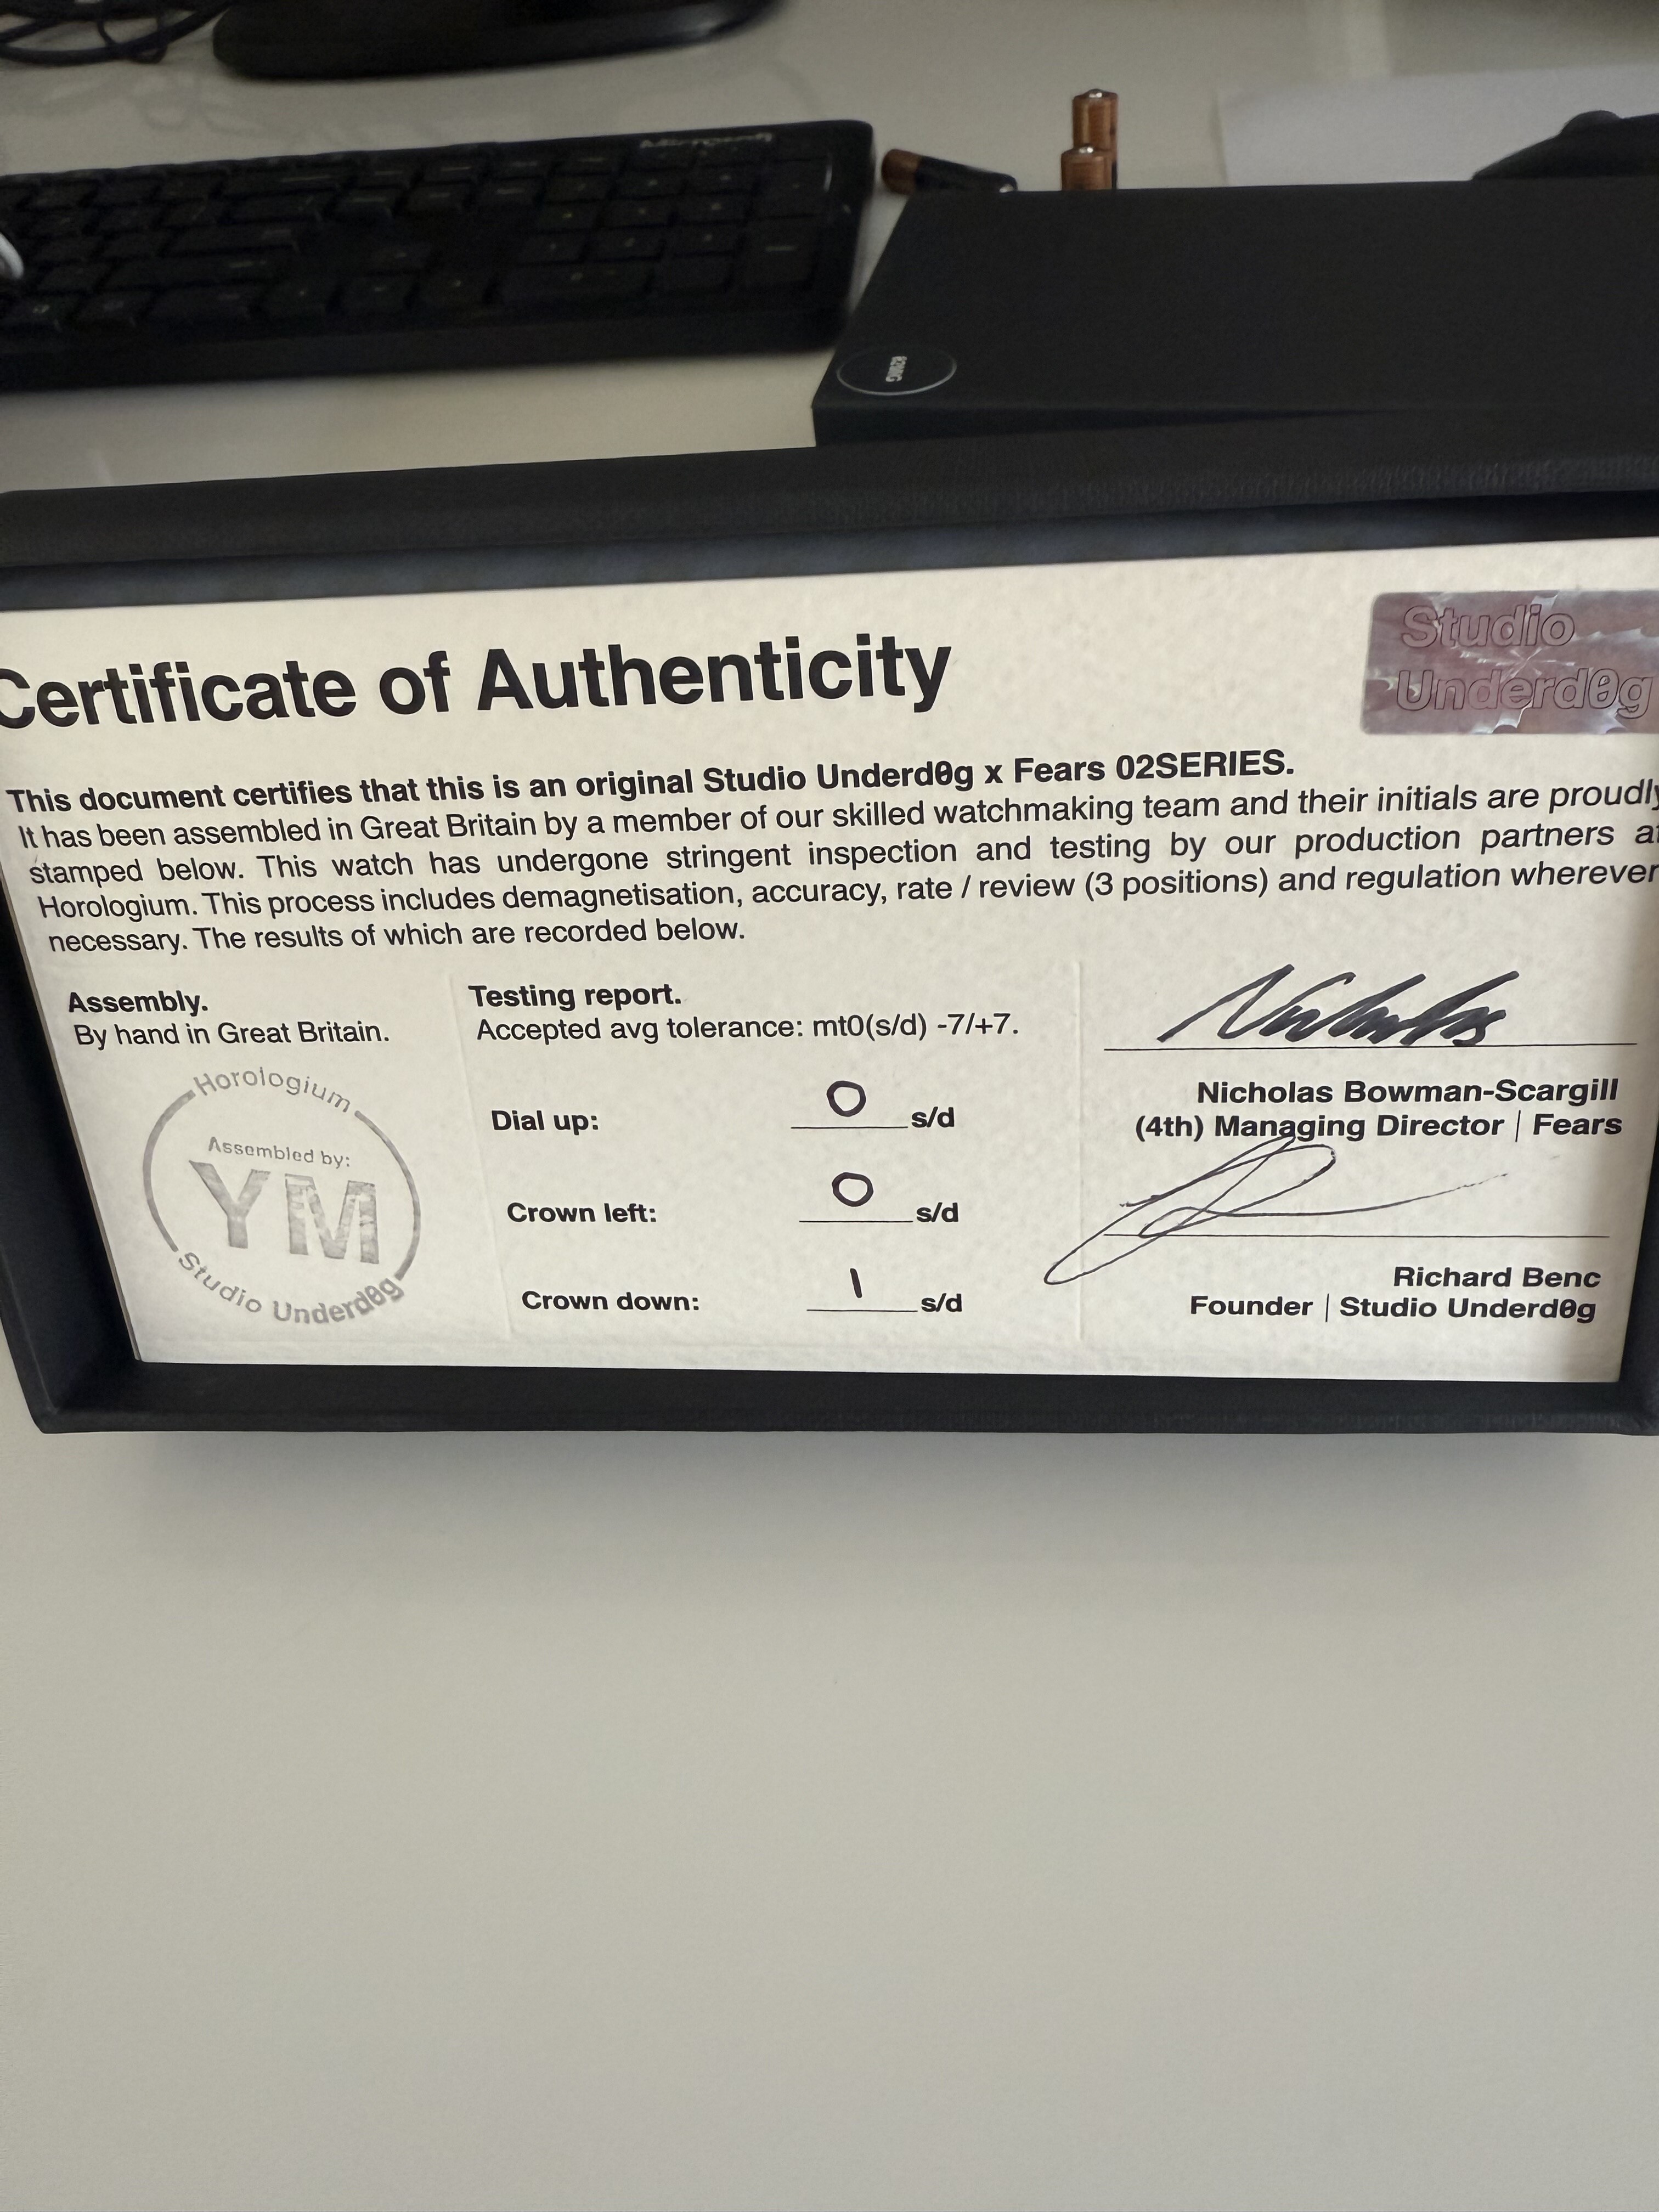 Microsoft
Certificate of Authenticity
Studio
Underd0g
This document certifies that this is an original Studio Underd0g x Fears 02SERIES.
It has been assembled in Great Britain by a member of our skilled watchmaking team and their initials are proudly
stamped below. This watch has undergone stringent inspection and testing by our production partners at
Horologium. This process includes demagnetisation, accuracy, rate / review (3 positions) and regulation wherever
necessary. The results of which are recorded below.
Assembly.
By hand in Great Britain.
Horologium
Assembled by:
YM
Studio Underd0g
Testing report.
Accepted avg tolerance: mt0(s/d) -7/+7.
Dial up: 0 s/d
Crown left: 0 s/d
Crown down: 1 s/d
Nicholas
Nicholas Bowman-Scargill
(4th) Managing Director | Fears
Richard Benc
Founder | Studio Underd0g